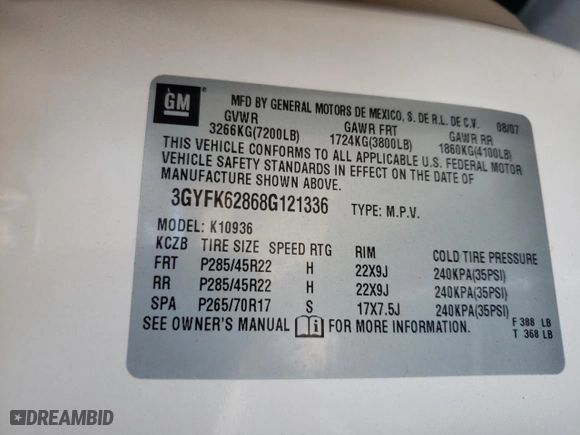 GM ®
MFD BY GENERAL MOTORS DE MEXICO, S. DE R.L. DE C.V. 08/07
GVWR GAWR FRT GAWR RR
3266KG(7200LB) 1724KG(3800LB) 1860KG(4100LB)
THIS VEHICLE CONFORMS TO ALL APPLICABLE U.S. FEDERAL MOTOR
VEHICLE SAFETY STANDARDS IN EFFECT ON THE DATE OF
MANUFACTURE SHOWN ABOVE.
3GYFK62868G121336 TYPE: M.P.V.
MODEL: K10936
KCZB TIRE SIZE SPEED RTG RIM COLD TIRE PRESSURE
FRT P285/45R22 H 22X9J 240KPA(35PSI)
RR P285/45R22 H 22X9J 240KPA(35PSI)
SPA P265/70R17 S 17X7.5J 240KPA(35PSI)
SEE OWNER'S MANUAL FOR MORE INFORMATION.
F 388 LB
T 368 LB
DREAMBID